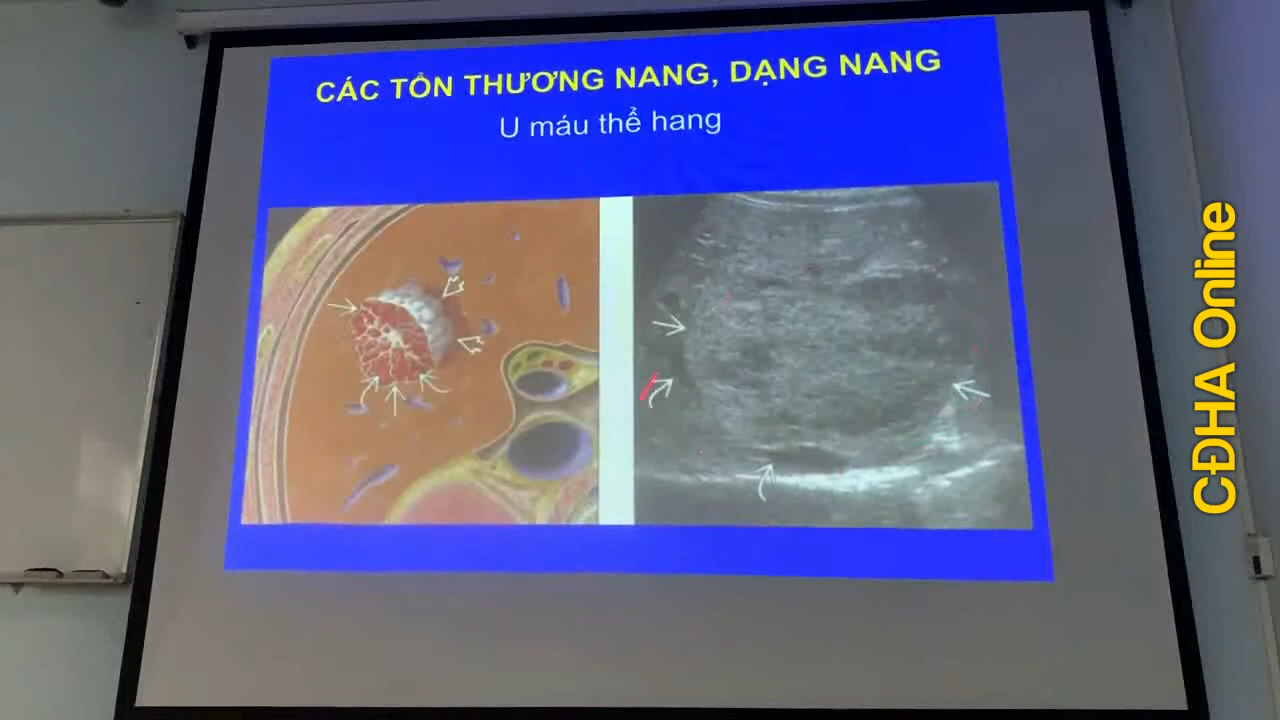 CÁC TỔN THƯƠNG NANG, DẠNG NANG
U máu thể hang
CĐHA Online